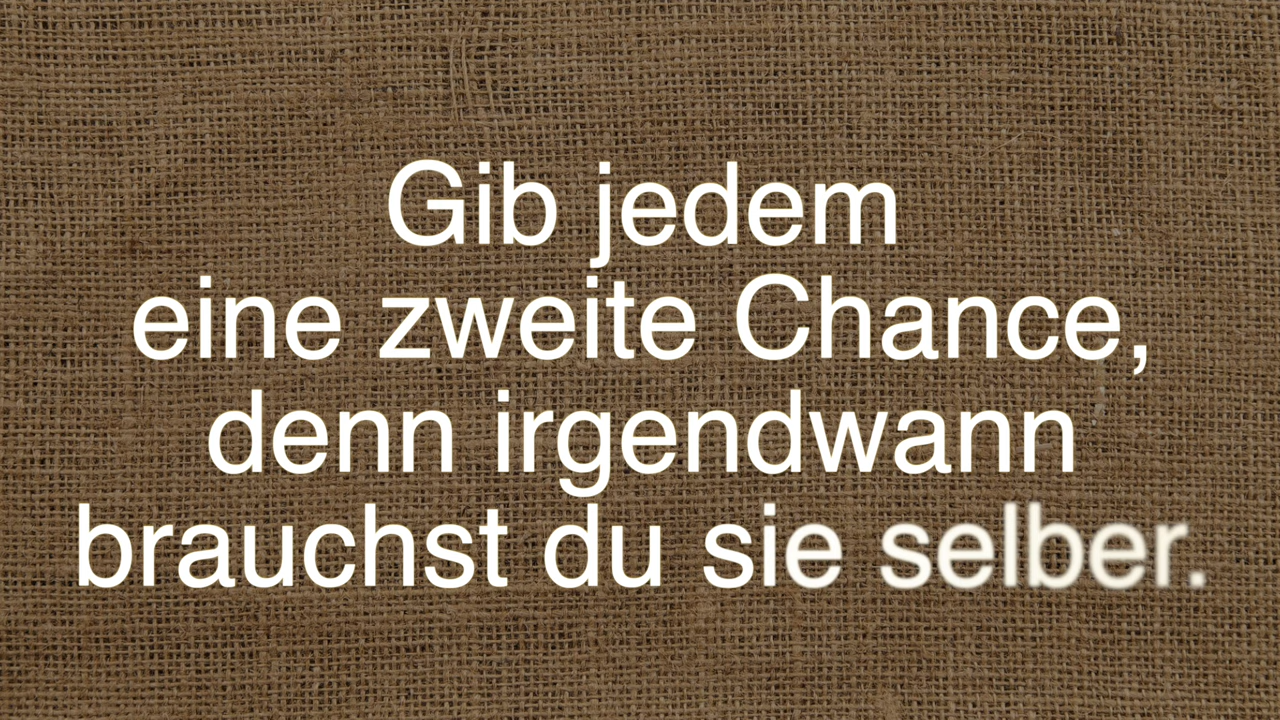 Gib jedem
eine zweite Chance,
denn irgendwann
brauchst du sie selber.